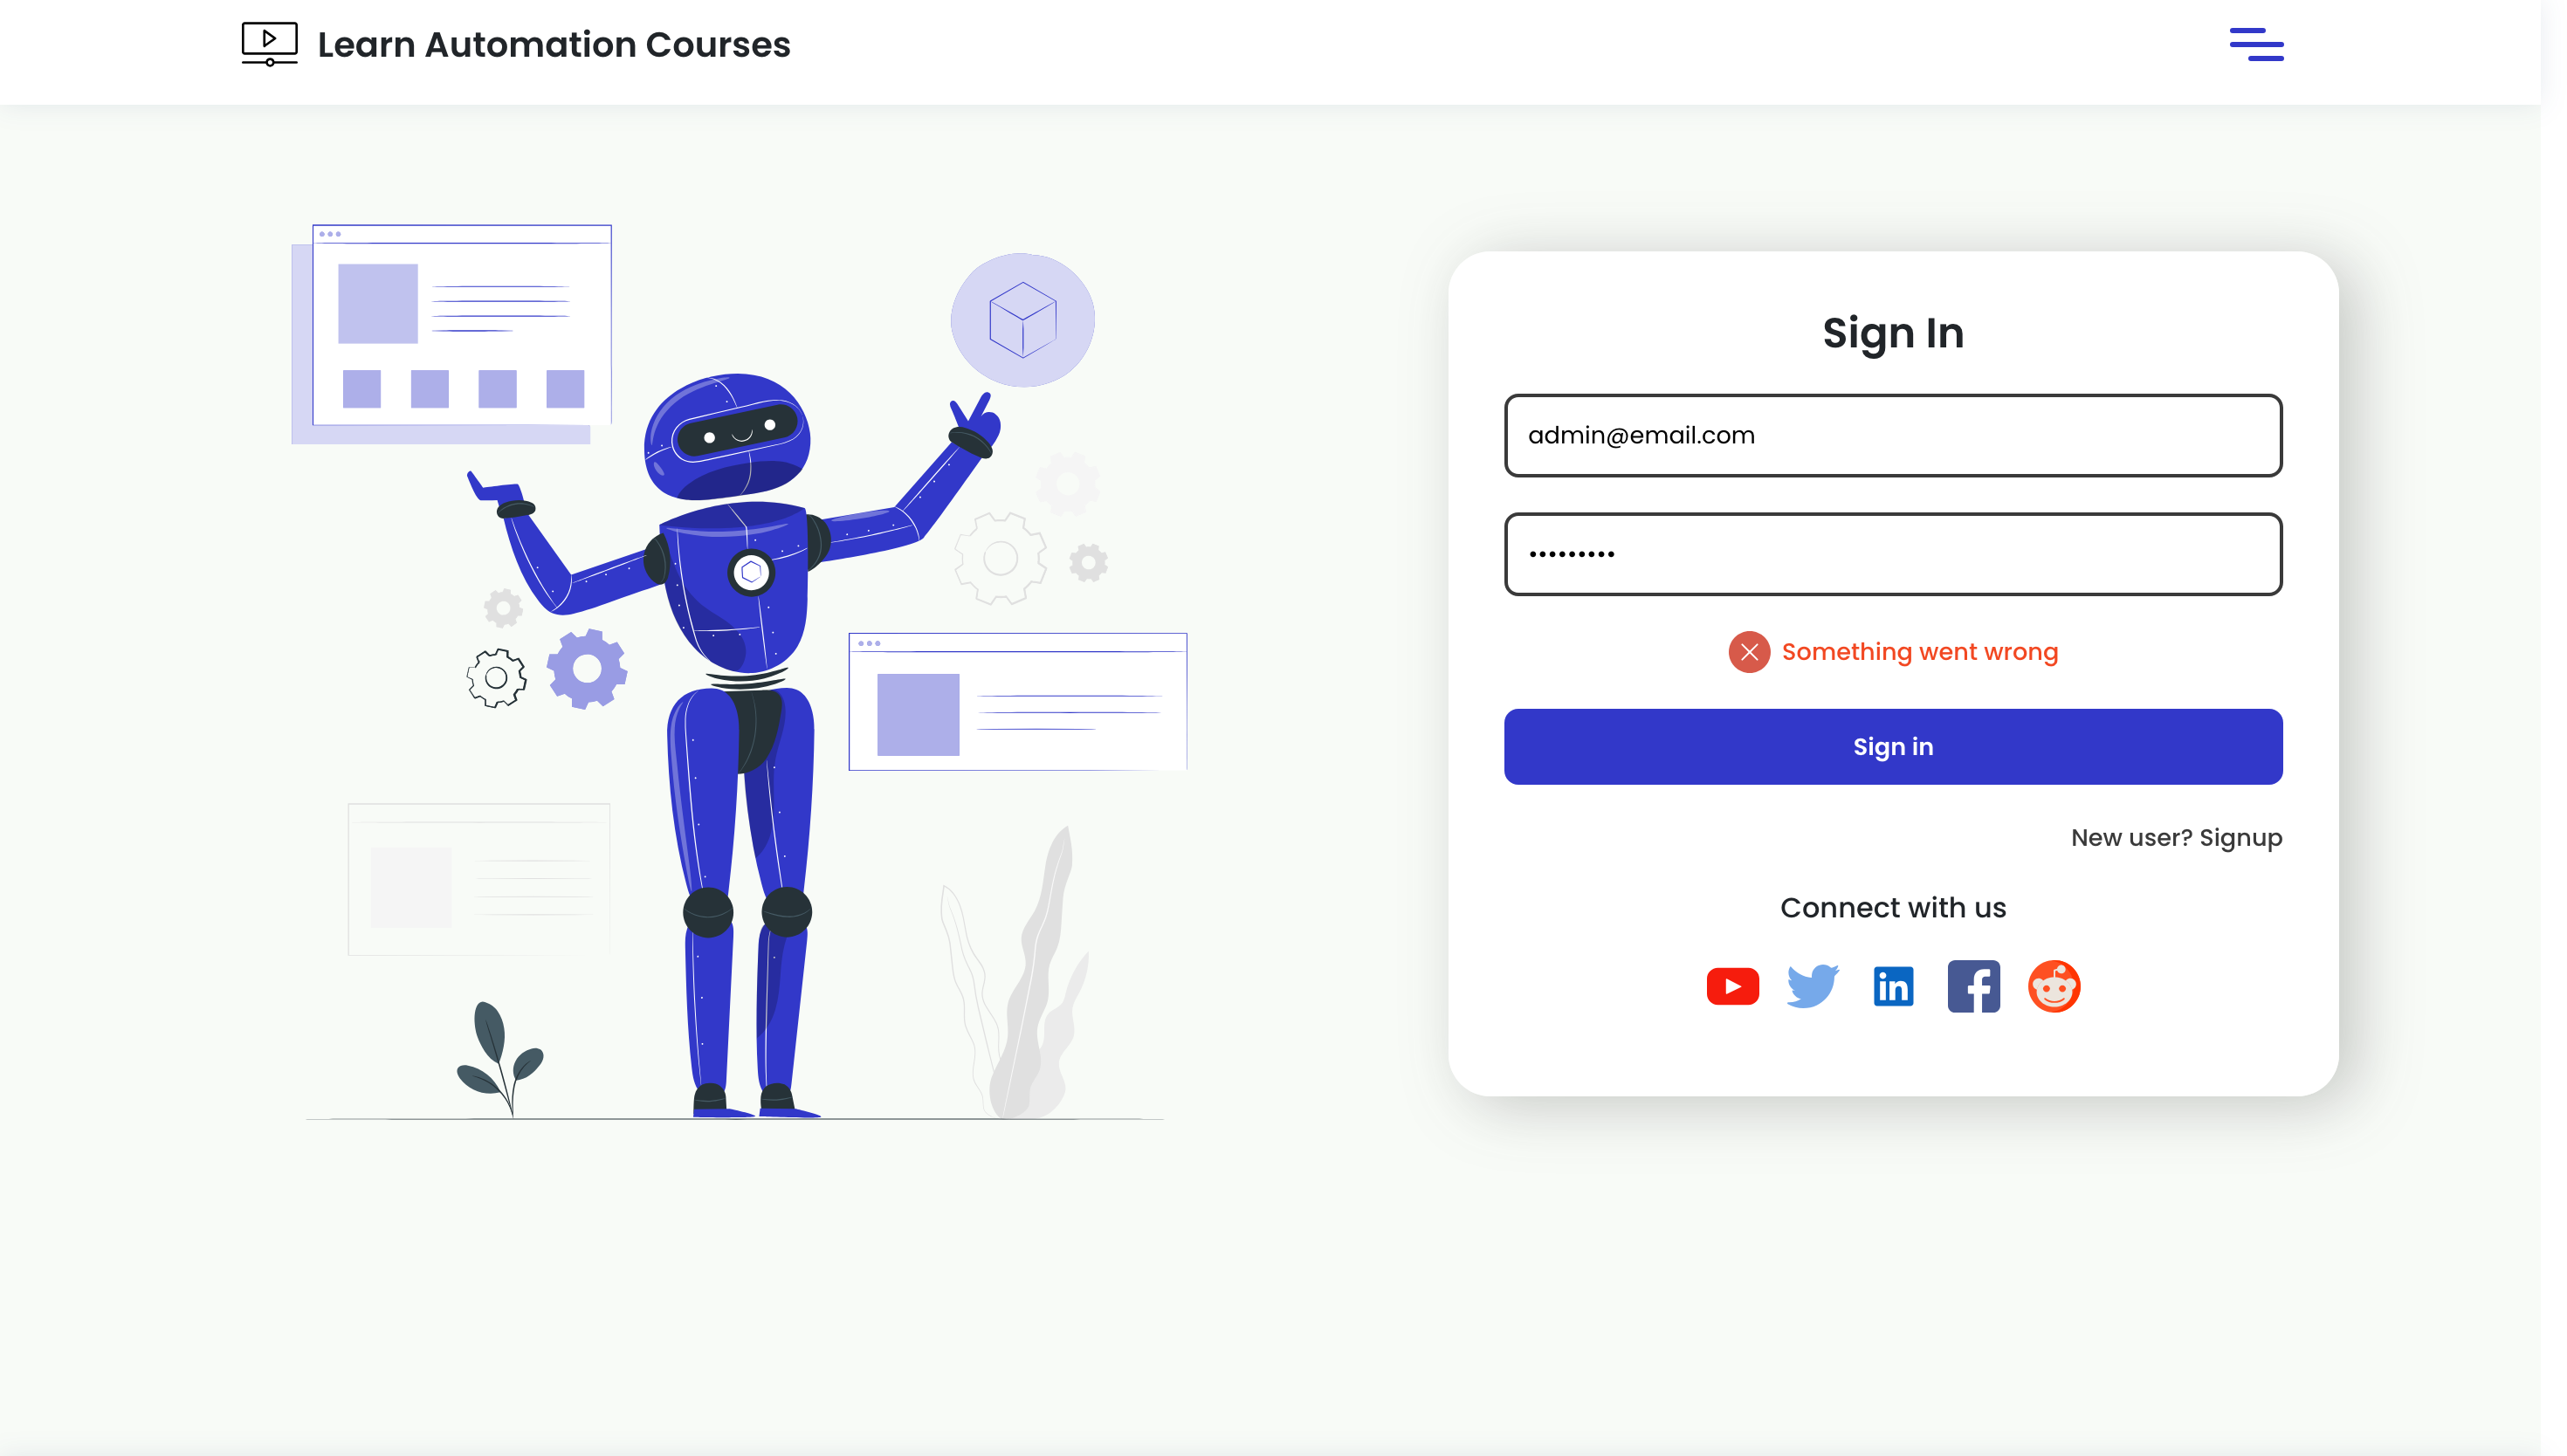 Learn Automation Courses
Sign In
admin@email.com
•••••••••
Something went wrong
Sign in
New user? Signup
Connect with us
in